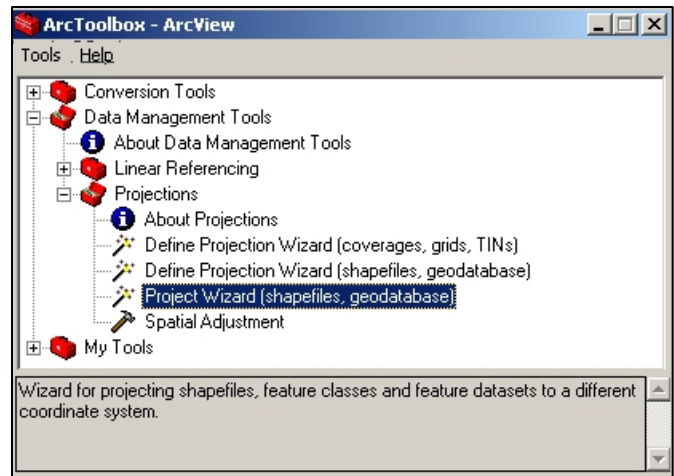 ArcToolbox - ArcView
Tools Help
Conversion Tools
Data Management Tools
About Data Management Tools
Linear Referencing
Projections
About Projections
Define Projection Wizard (coverages, grids, TINs)
Define Projection Wizard (shapefiles, geodatabase)
Project Wizard (shapefiles, geodatabase)
Spatial Adjustment
My Tools
Wizard for projecting shapefiles, feature classes and feature datasets to a different
coordinate system.